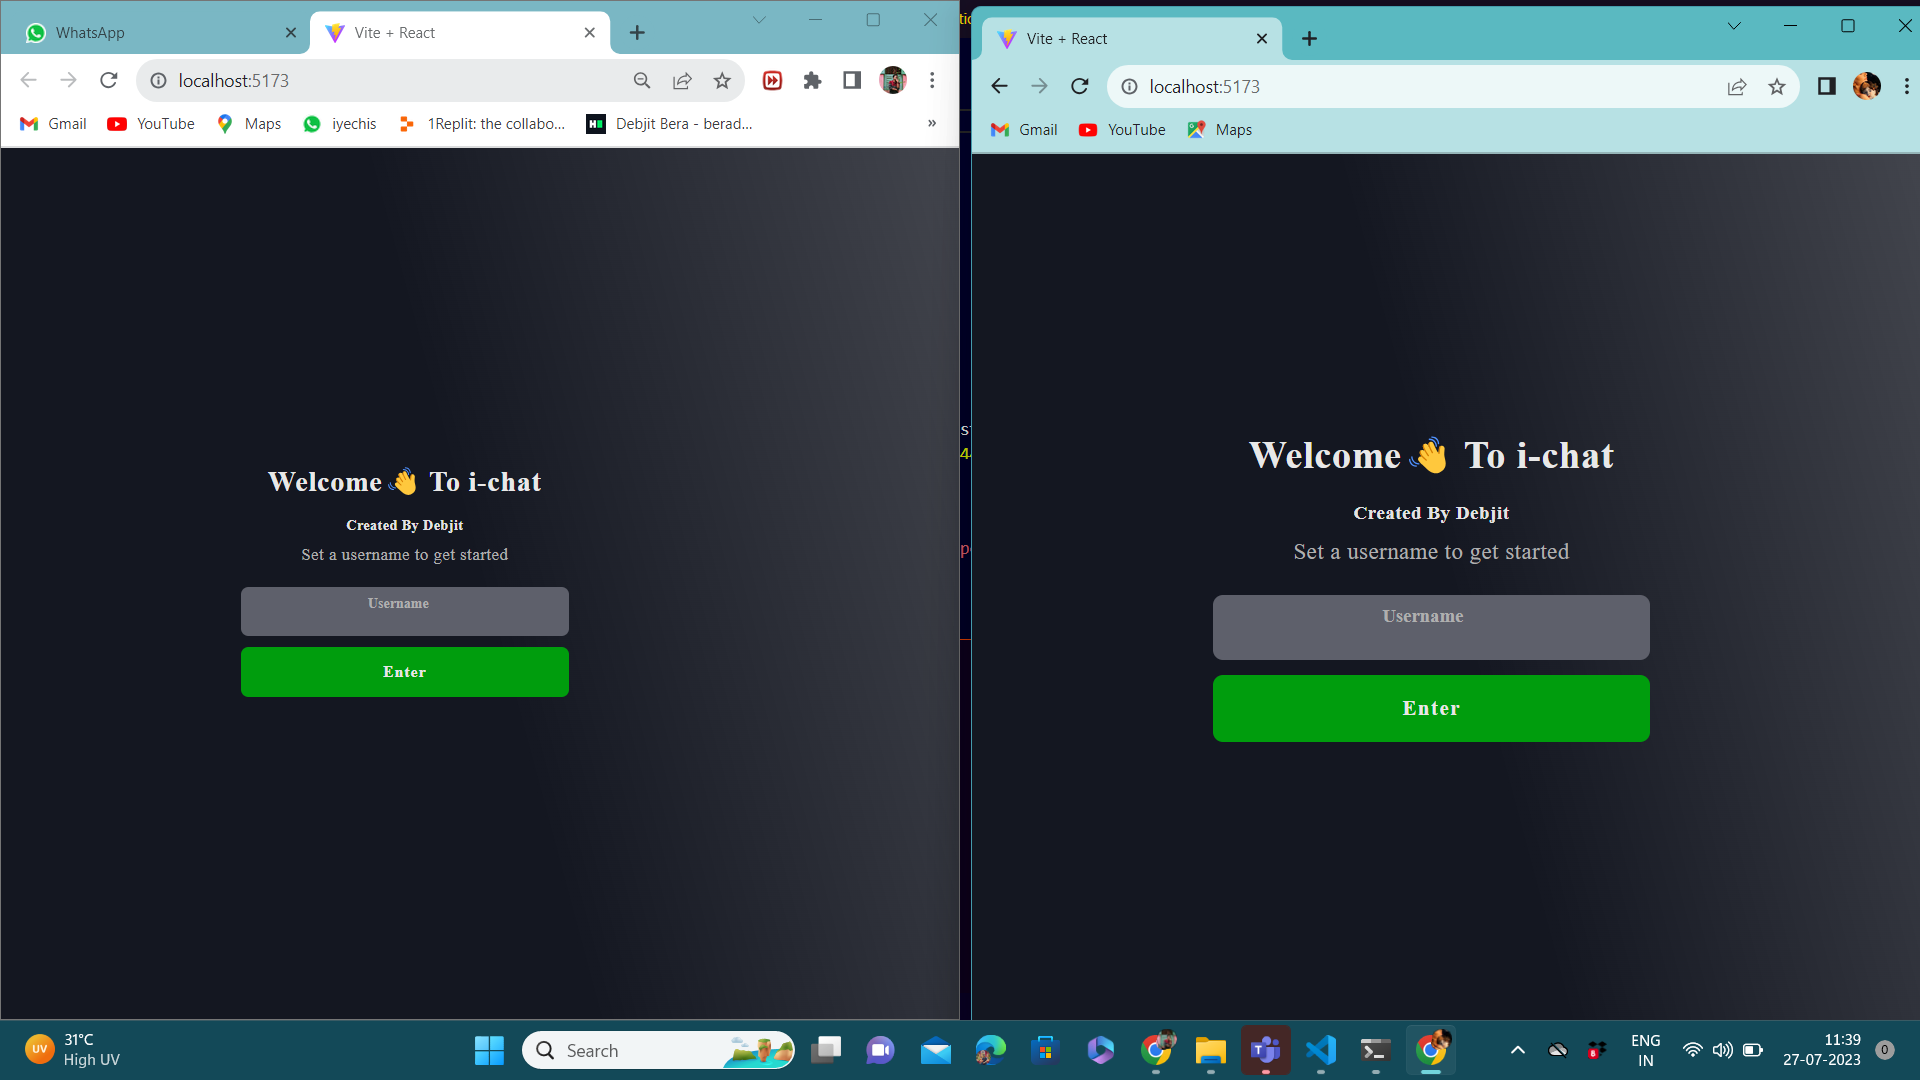 WhatsApp
Vite + React
localhost:5173
Gmail
YouTube
Maps
iyechis
1Replit: the collabo...
Debjit Bera - berad...
»
Welcome 👋 To i-chat
Created By Debjit
Set a username to get started
Username
Enter
Vite + React
localhost:5173
Gmail
YouTube
Maps
Welcome 👋 To i-chat
Created By Debjit
Set a username to get started
Username
Enter
UV
31°C
High UV
Search
ENG
IN
11:39
27-07-2023
0